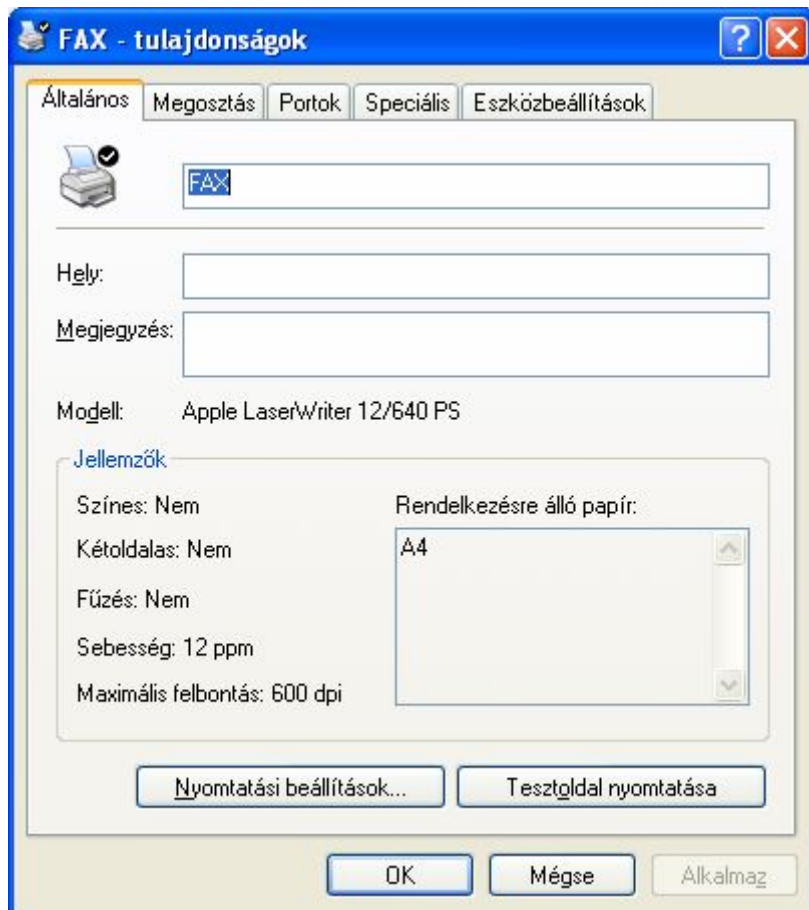 FAX - tulajdonságok
Általános Megosztás Portok Speciális Eszközbeállítások
FAX
Hely:
Megjegyzés:
Modell: Apple LaserWriter 12/640 PS
Jellemzők
Színes: Nem Rendelkezésre álló papír:
Kétoldalas: Nem A4
Fűzés: Nem
Sebesség: 12 ppm
Maximális felbontás: 600 dpi
Nyomtatási beállítások... Tesztoldal nyomtatása
OK Mégse Alkalmaz